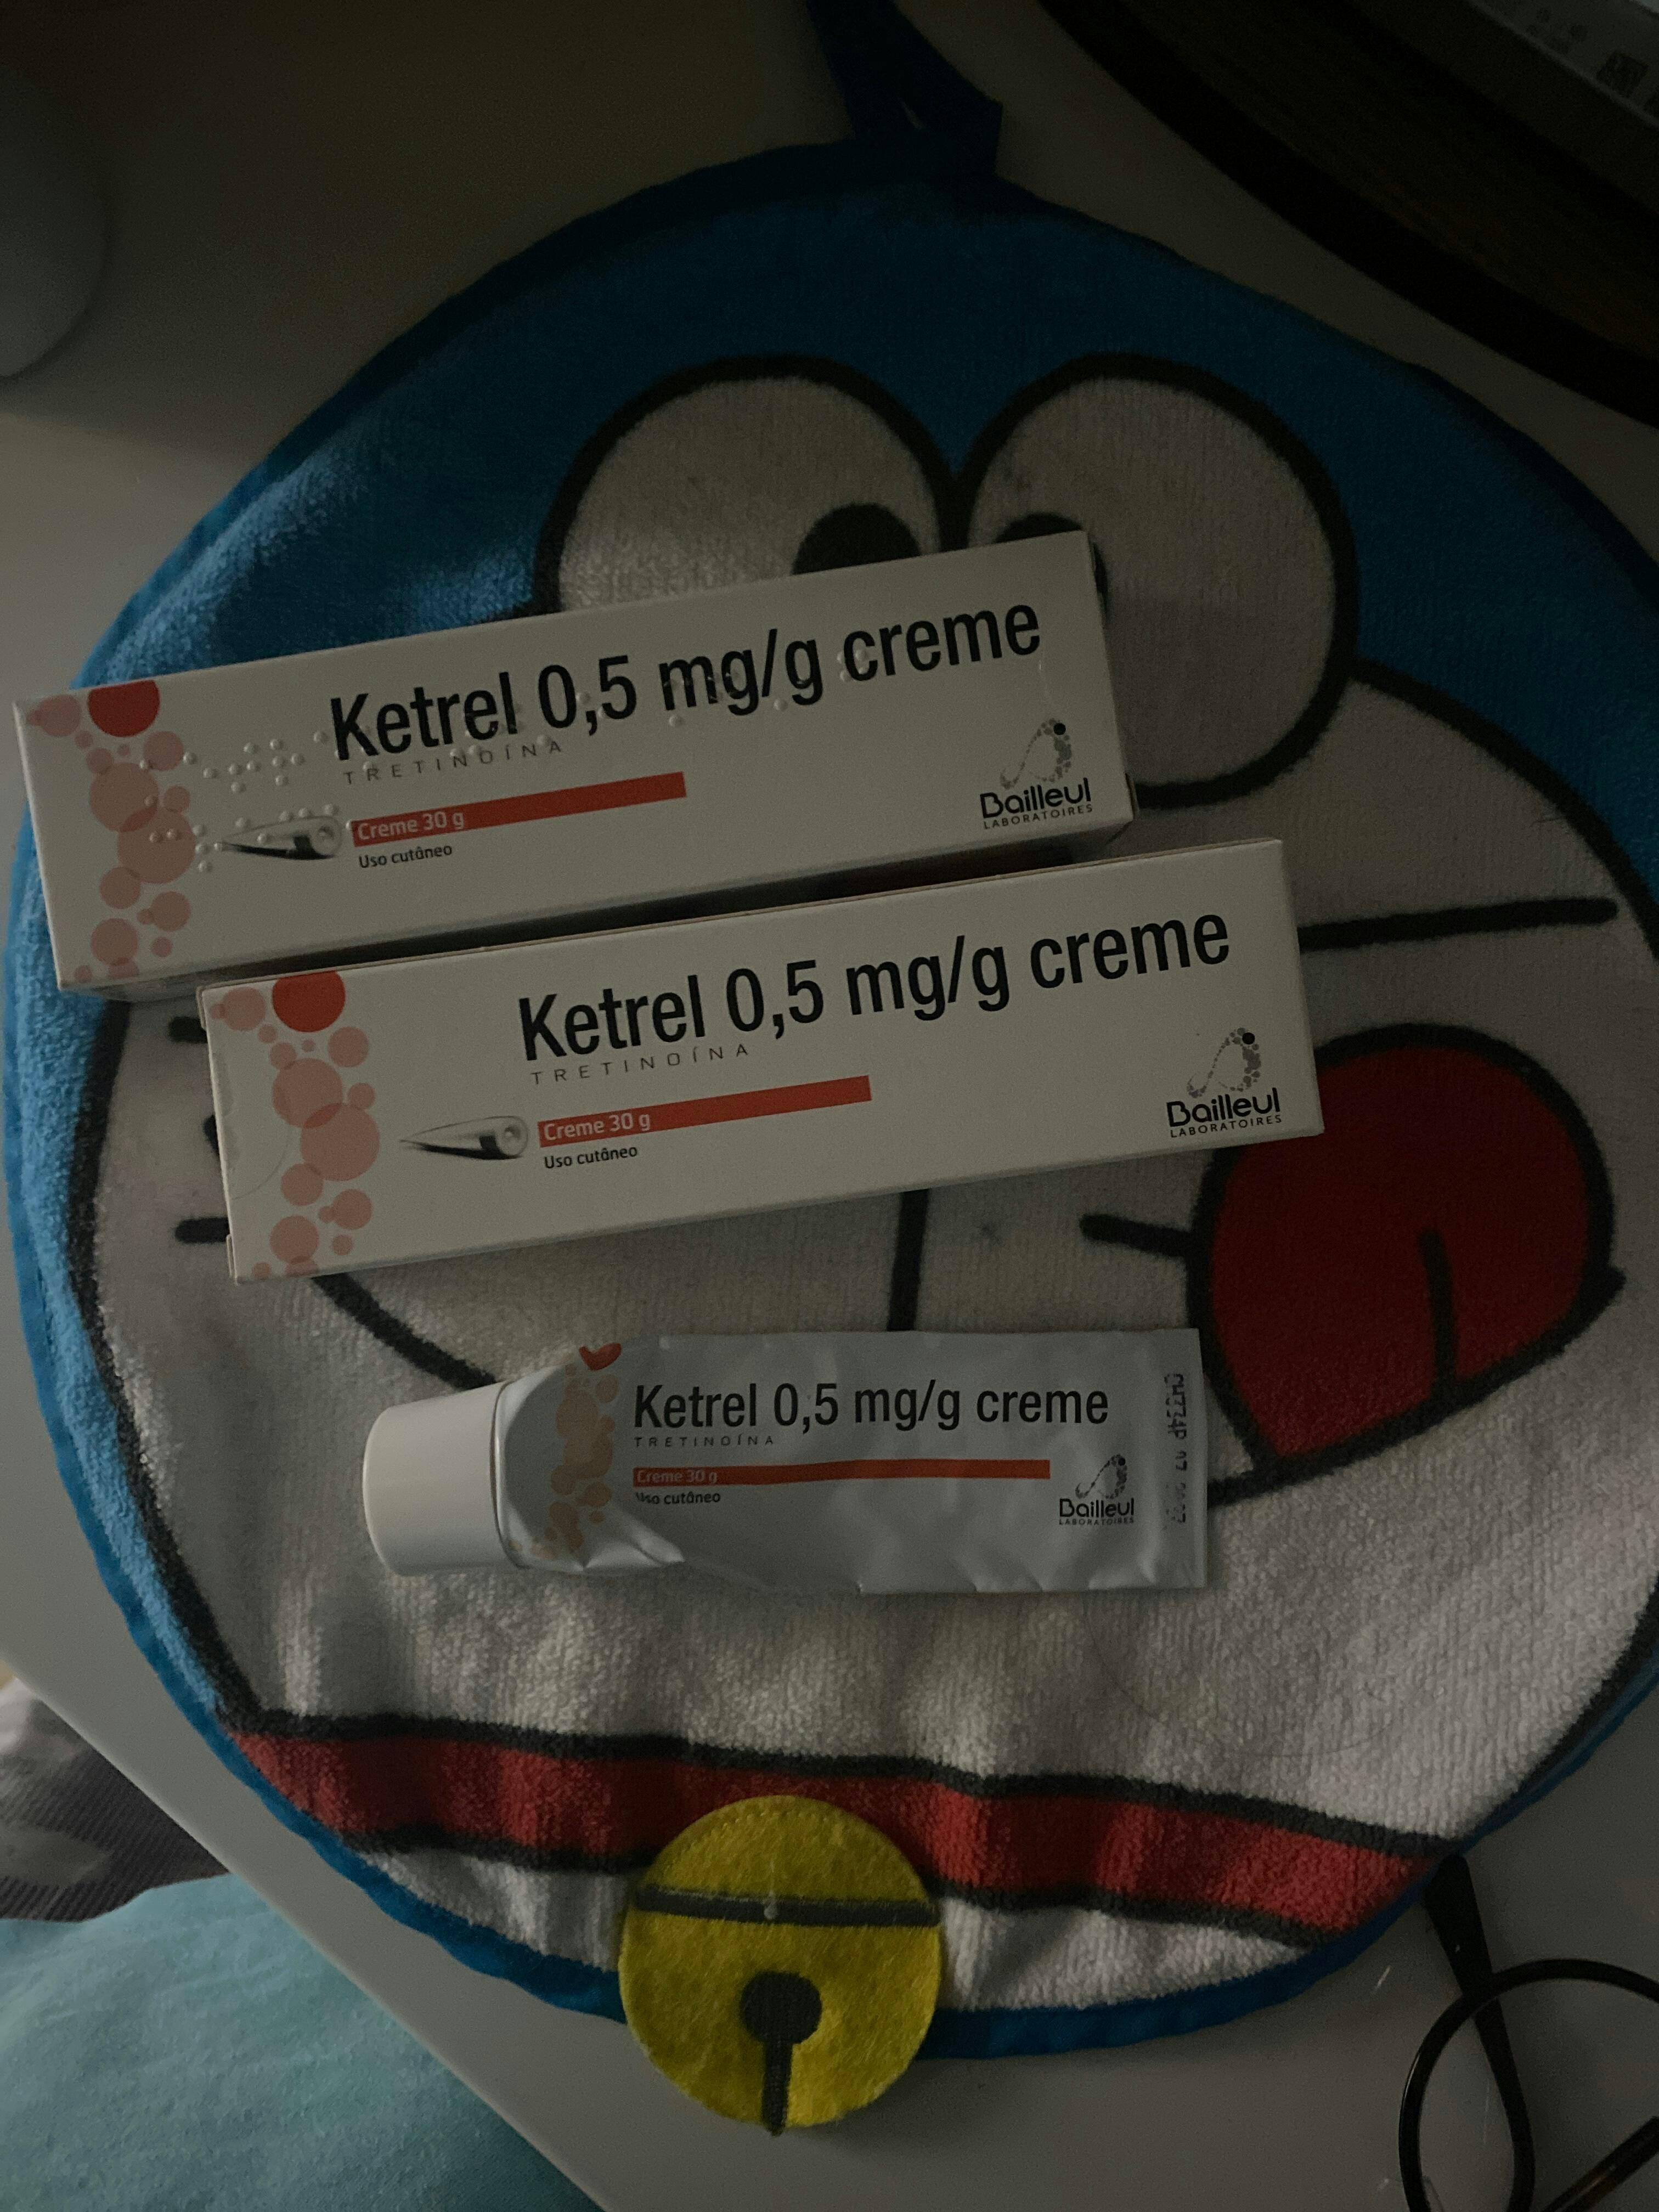 Ketrel 0,5 mg/g creme
TRETINOÍNA
Creme 30 g
Uso cutâneo
Bailleul
LABORATOIRES
Ketrel 0,5 mg/g creme
TRETINOÍNA
Creme 30 g
Uso cutâneo
Bailleul
LABORATOIRES
Ketrel 0,5 mg/g creme
TRETINOÍNA
Creme 30 g
Uso cutâneo
Bailleul
LABORATOIRES